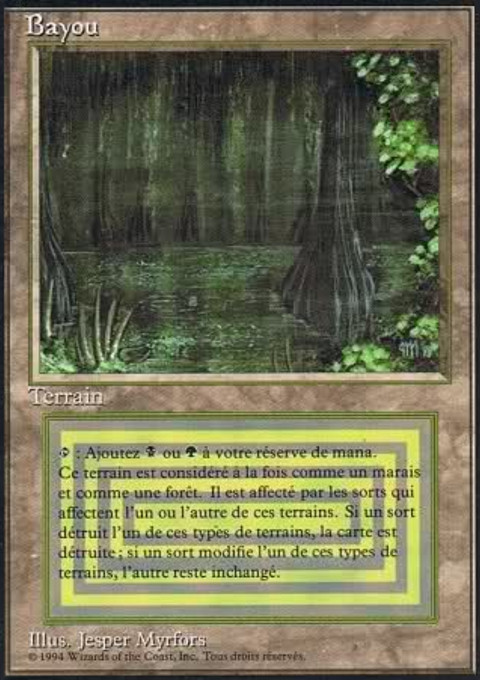 Bayou
Terrain
: Ajoutez ou à votre réserve de mana.
Ce terrain est considéré à la fois comme un marais
et comme une forêt. Il est affecté par les sorts qui
affectent l'un ou l'autre de ces terrains. Si un sort
détruit l'un de ces types de terrains, la carte est
détruite ; si un sort modifie l'un de ces types de
terrains, l'autre reste inchangé.
Illus. Jesper Myrfors
© 1994 Wizards of the Coast, Inc. Tous droits réservés.